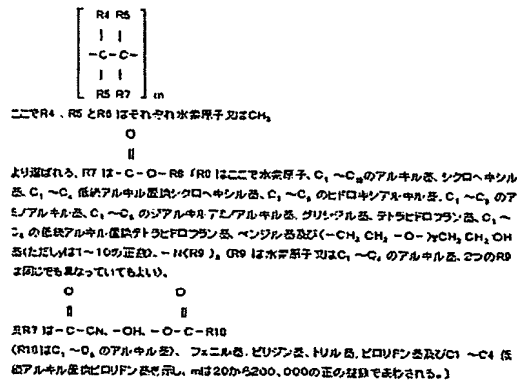 R4 R5
| |
-C-C-
| |
R5 R7 m
ここでR4、R5とR6はそれぞれ水素原子又はCH₃
O
‖
より選ばれる、R7は-C-O-R8(R8はここで水素原子、C₁～C₁₈のアルキル基、シクロヘキシル
基、C₁～C₄低級アルキル置換シクロヘキシル基、C₁～C₈のヒドロキシアルキル基、C₁～C₈のア
ミノアルキル基、C₁～C₈のジアルキルアミノアルキル基、グリシジル基、テトラヒドロフラン基、C₁～
C₄の低級アルキル置換テトラヒドロフラン基、ベンジル基及び(-CH₂CH₂-O-)yCH₂CH₂OH
基(ただしyは1～10の正数)、-N(R9)₂(R9は水素原子又はC₁～C₄のアルキル基、2つのR9
は同じでも異なっていてもよい)、
O O
‖ ‖
又R7は-C-CN、-OH、-O-C-R10
(R10はC₁～C₈のアルキル基)、フェニル基、ピリジン基、トリル基、ピロリドン基及びC1～C4低
級アルキル置換ピロリドン基を示し、mは20から200,000の正の整数であわされる。]